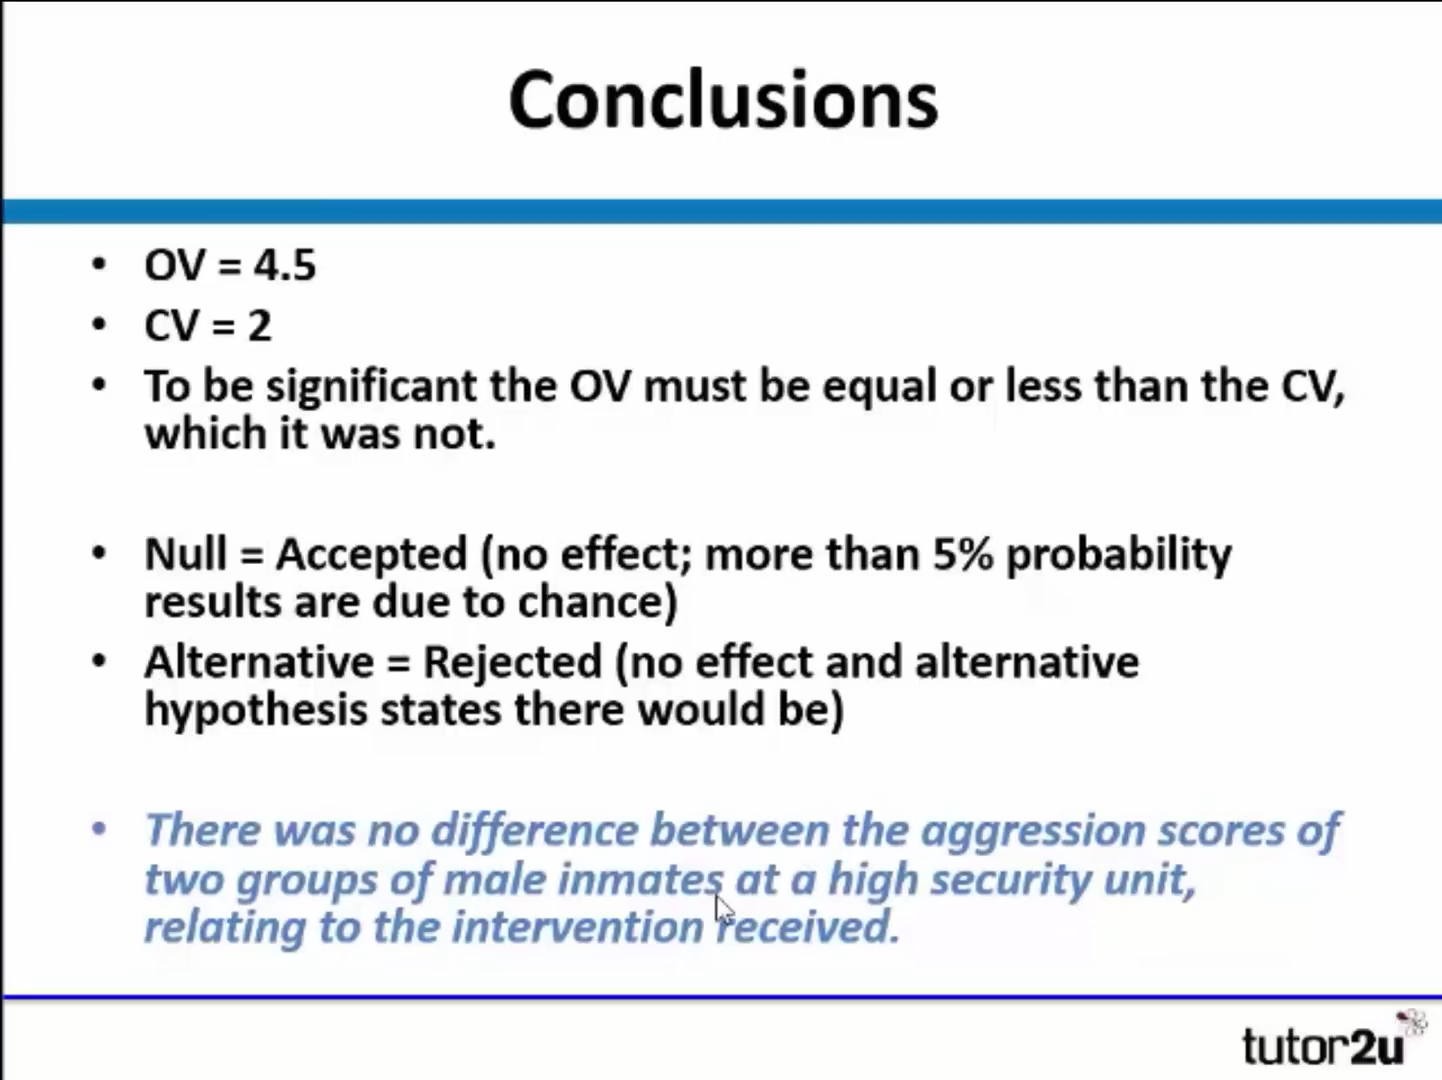 Conclusions
• OV = 4.5
• CV = 2
• To be significant the OV must be equal or less than the CV,
which it was not.
• Null = Accepted (no effect; more than 5% probability
results are due to chance)
• Alternative = Rejected (no effect and alternative
hypothesis states there would be)
• There was no difference between the aggression scores of
two groups of male inmates at a high security unit,
relating to the intervention received.
tutor2u